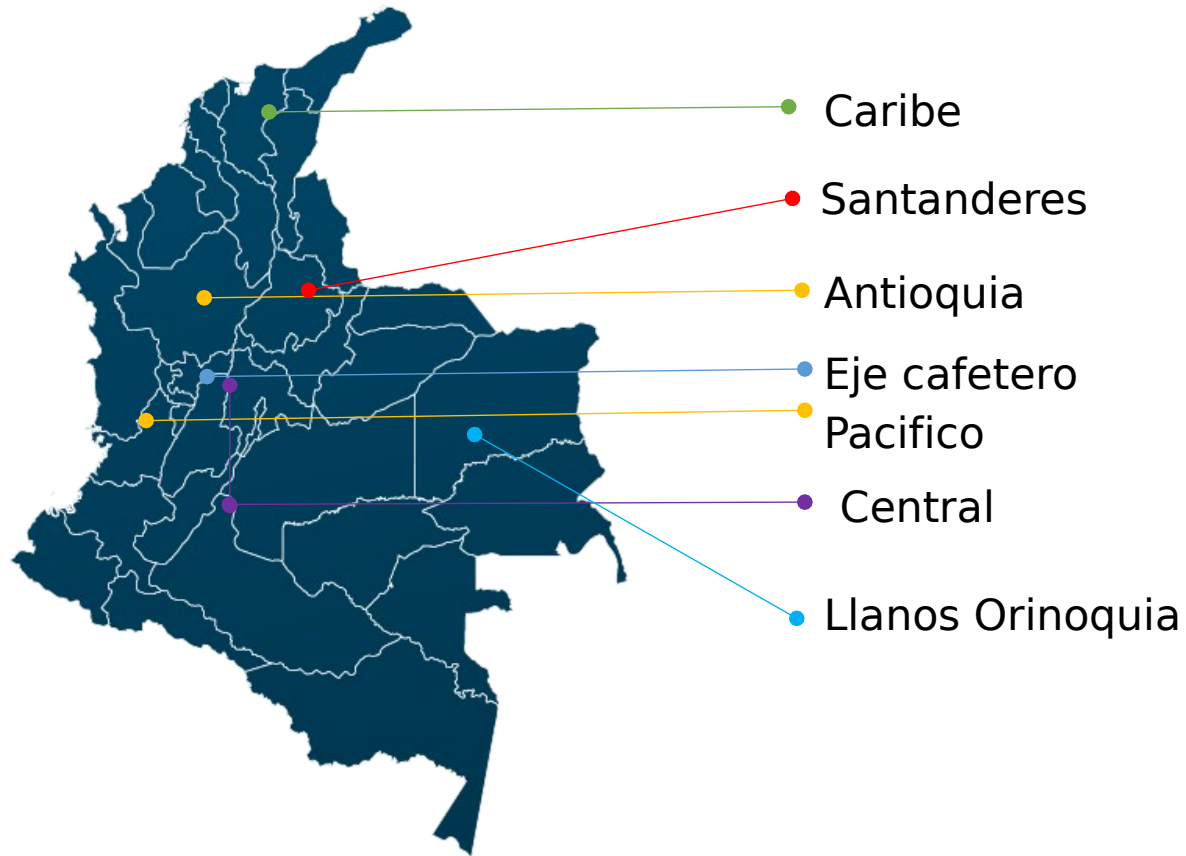 Caribe
Santanderes
Antioquia
Eje cafetero
Pacifico
Central
Llanos Orinoquia